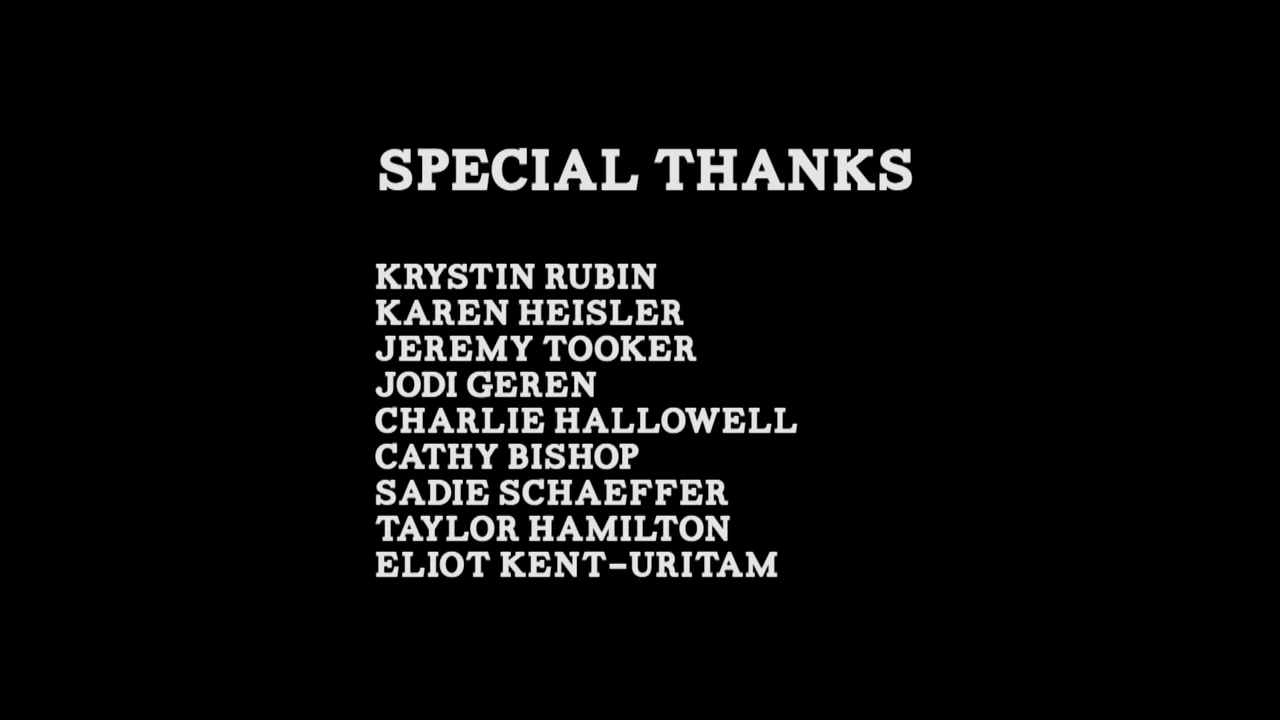 SPECIAL THANKS
KRYSTIN RUBIN
KAREN HEISLER
JEREMY TOOKER
JODI GEREN
CHARLIE HALLOWELL
CATHY BISHOP
SADIE SCHAEFFER
TAYLOR HAMILTON
ELIOT KENT-URITAM